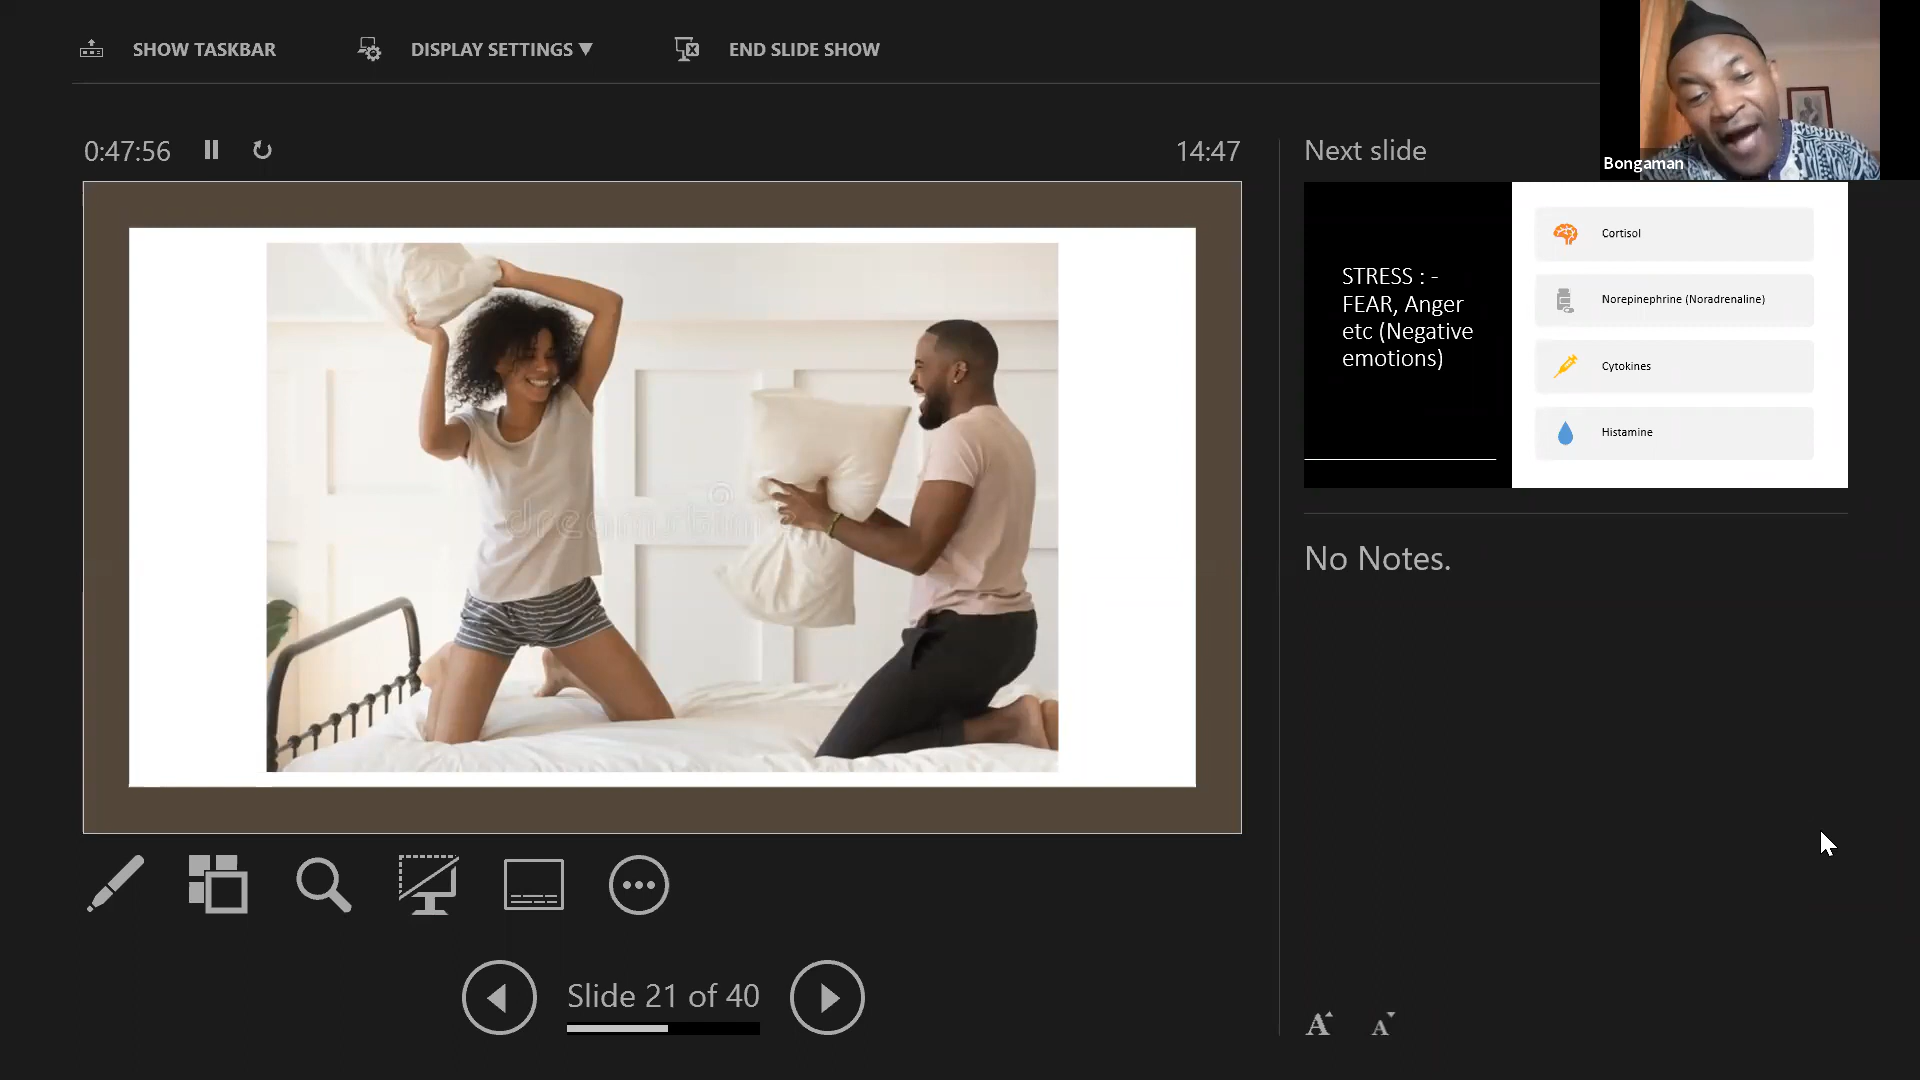 SHOW TASKBAR
DISPLAY SETTINGS ▼
END SLIDE SHOW
Bongaman
0:47:56
14:47
Next slide
STRESS : -
FEAR, Anger
etc (Negative
emotions)
Cortisol
Norepinephrine (Noradrenaline)
Cytokines
Histamine
dreamstime
No Notes.
Slide 21 of 40
A
A